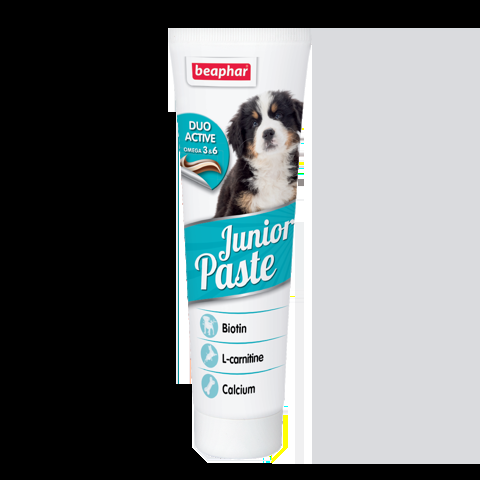 beaphar
DUO
ACTIVE
OMEGA 3&6
Junior
Paste
Biotin
L-carnitine
Calcium